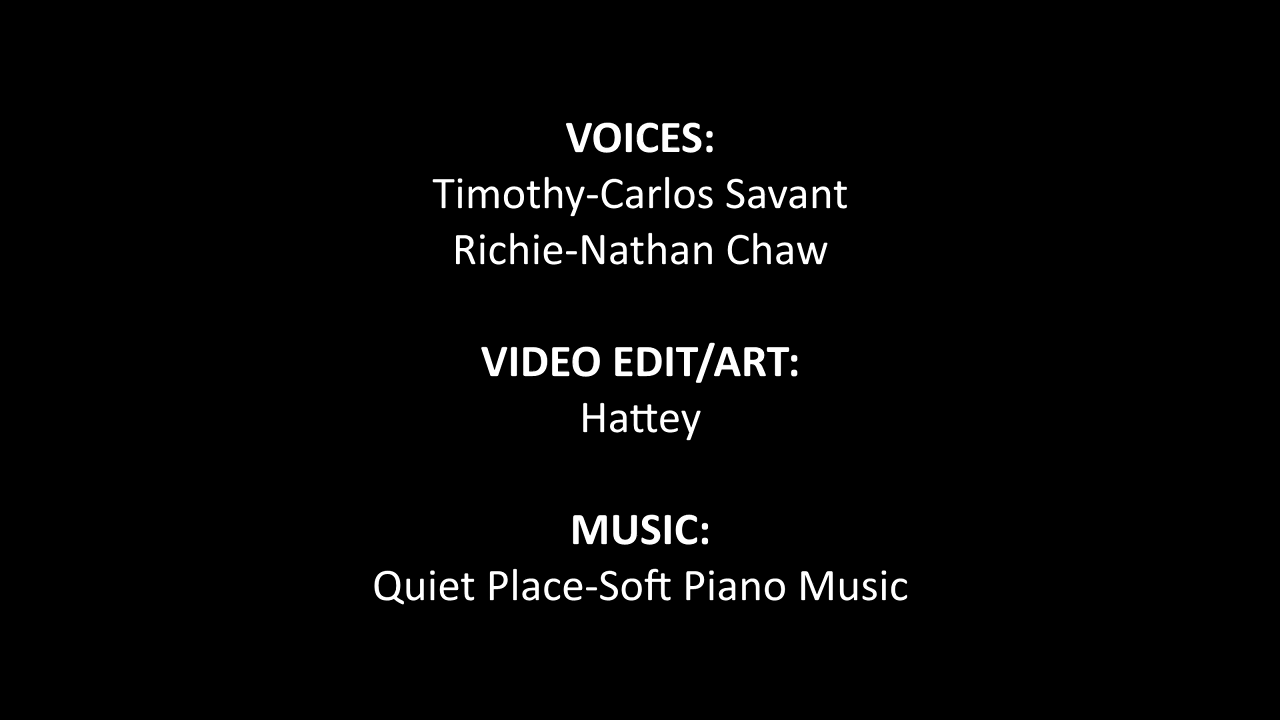 VOICES:
Timothy-Carlos Savant
Richie-Nathan Chaw
VIDEO EDIT/ART:
Hattey
MUSIC:
Quiet Place-Soft Piano Music